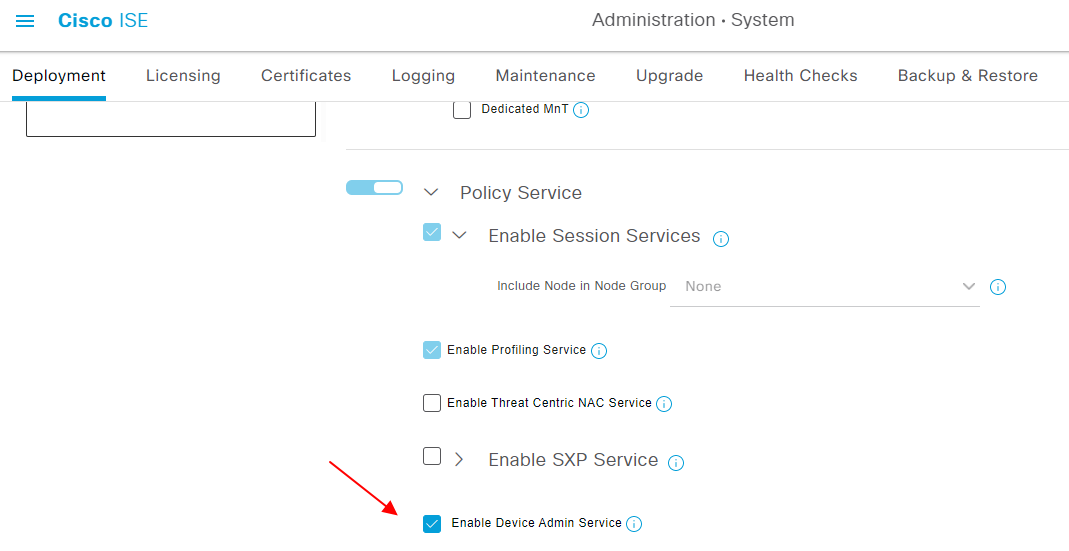 Cisco ISE
Administration · System
Deployment Licensing Certificates Logging Maintenance Upgrade Health Checks Backup & Restore
Dedicated MnT
Policy Service
Enable Session Services
Include Node in Node Group None
Enable Profiling Service
Enable Threat Centric NAC Service
Enable SXP Service
Enable Device Admin Service